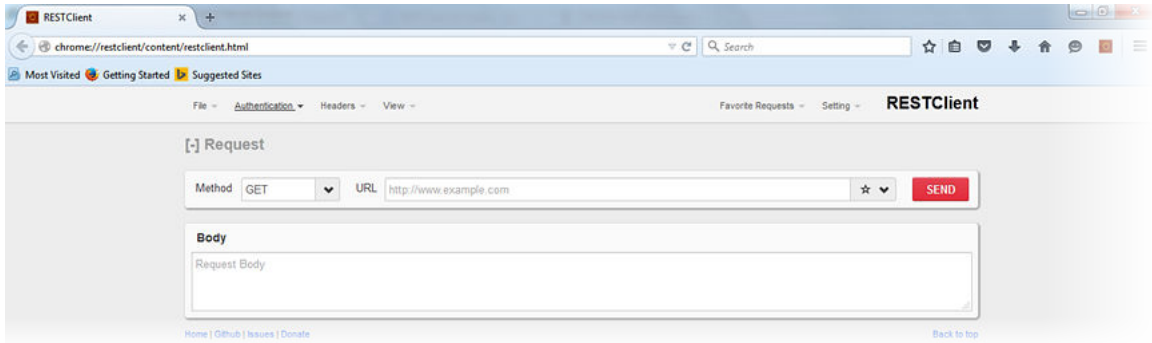 RESTClient
chrome://restclient/content/restclient.html Search
Most Visited Getting Started Suggested Sites
File Authentication Headers View Favorite Requests Setting RESTClient
[-] Request
Method GET URL http://www.example.com SEND
Body
Request Body
Home | Github | Issues | Donate Back to top